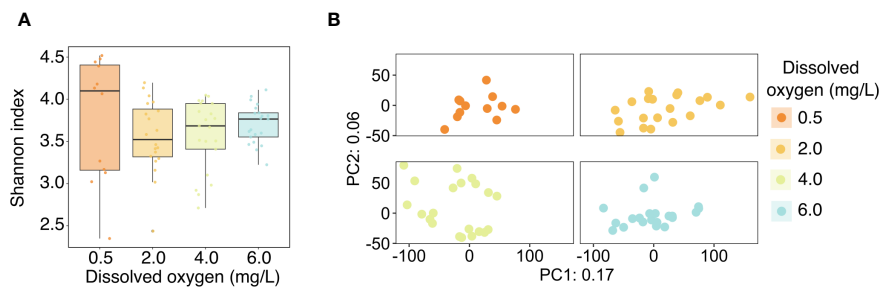 A
4.5
4.0
3.5
3.0
2.5
Shannon index
0.5 2.0 4.0 6.0
Dissolved oxygen (mg/L)
B
50
0
-50
50
0
-50
PC2: 0.06
-100 0 100 -100 0 100
PC1: 0.17
Dissolved
oxygen (mg/L)
0.5
2.0
4.0
6.0